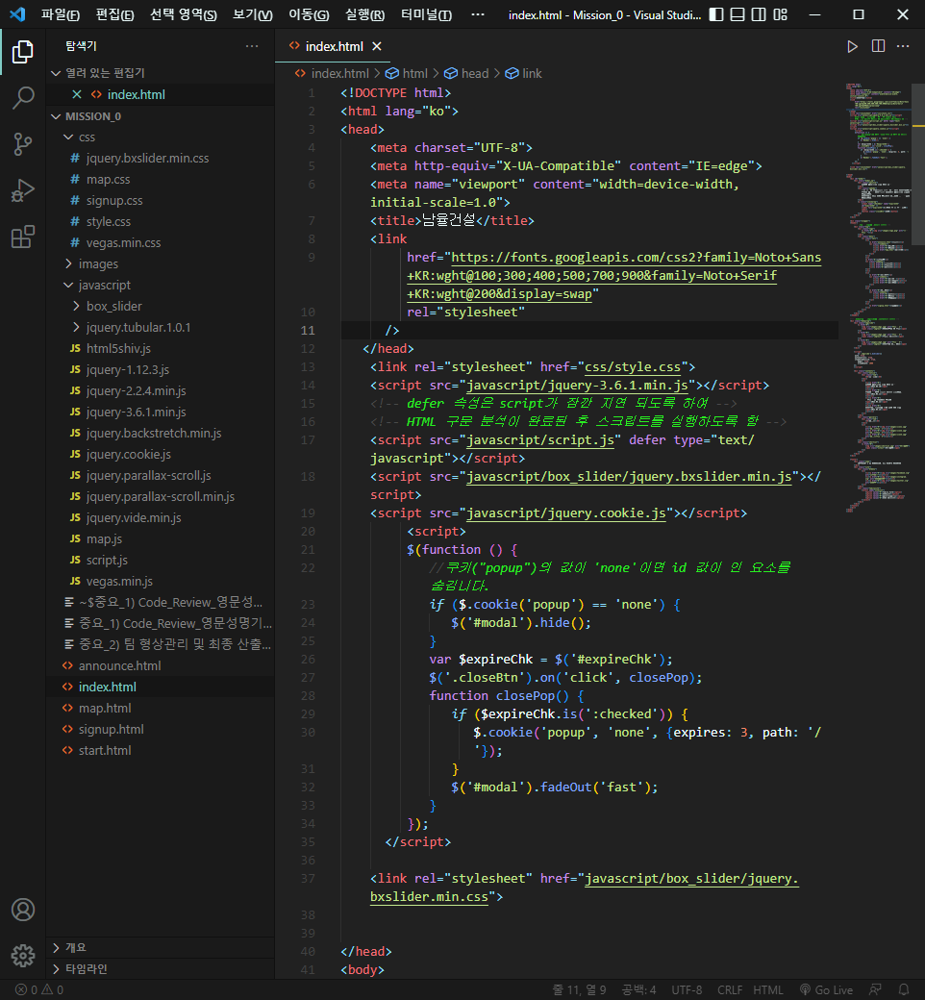 파일(F) 편집(E) 선택 영역(S) 보기(V) 이동(G) 실행(R) 터미널(T) ··· index.html - Mission_0 - Visual Studi...
탐색기 ···
열려 있는 편집기
index.html
MISSION_0
css
jquery.bxslider.min.css
map.css
signup.css
style.css
vegas.min.css
images
javascript
box_slider
jquery.tubular.1.0.1
JS html5shiv.js
JS jquery-1.12.3.js
JS jquery-2.2.4.min.js
JS jquery-3.6.1.min.js
JS jquery.backstretch.min.js
JS jquery.cookie.js
JS jquery.parallax-scroll.js
JS jquery.parallax-scroll.min.js
JS jquery.vide.min.js
JS map.js
JS script.js
JS vegas.min.js
~$중요_1) Code_Review_영문성...
중요_1) Code_Review_영문성명기...
중요_2) 팀 형상관리 및 최종 산출...
announce.html
index.html
map.html
signup.html
start.html
개요
타임라인
index.html
index.html > html > head > link
1 <!DOCTYPE html>
2 <html lang="ko">
3 <head>
4 <meta charset="UTF-8">
5 <meta http-equiv="X-UA-Compatible" content="IE=edge">
6 <meta name="viewport" content="width=device-width,
initial-scale=1.0">
7 <title>남율건설</title>
8 <link
9 href="https://fonts.googleapis.com/css2?family=Noto+Sans
+KR:wght@100;300;400;500;700;900&family=Noto+Serif
+KR:wght@200&display=swap"
10 rel="stylesheet"
11 />
12 </head>
13 <link rel="stylesheet" href="css/style.css">
14 <script src="javascript/jquery-3.6.1.min.js"></script>
15 <!-- defer 속성은 script가 잠깐 지연 되도록 하여 -->
16 <!-- HTML 구문 분석이 완료된 후 스크립트를 실행하도록 함 -->
17 <script src="javascript/script.js" defer type="text/
javascript"></script>
18 <script src="javascript/box_slider/jquery.bxslider.min.js"></
script>
19 <script src="javascript/jquery.cookie.js"></script>
20 <script>
21 $(function () {
22 //쿠키("popup")의 값이 'none'이면 id 값이 인 요소를
숨깁니다.
23 if ($.cookie('popup') == 'none') {
24 $('#modal').hide();
25 }
26 var $expireChk = $('#expireChk');
27 $('.closeBtn').on('click', closePop);
28 function closePop() {
29 if ($expireChk.is(':checked')) {
30 $.cookie('popup', 'none', {expires: 3, path: '/
'});
31 }
32 $('#modal').fadeOut('fast');
33 }
34 });
35 </script>
36
37 <link rel="stylesheet" href="javascript/box_slider/jquery.
bxslider.min.css">
38
39
40 </head>
41 <body>
0 0 줄 11, 열 9 공백: 4 UTF-8 CRLF HTML Go Live